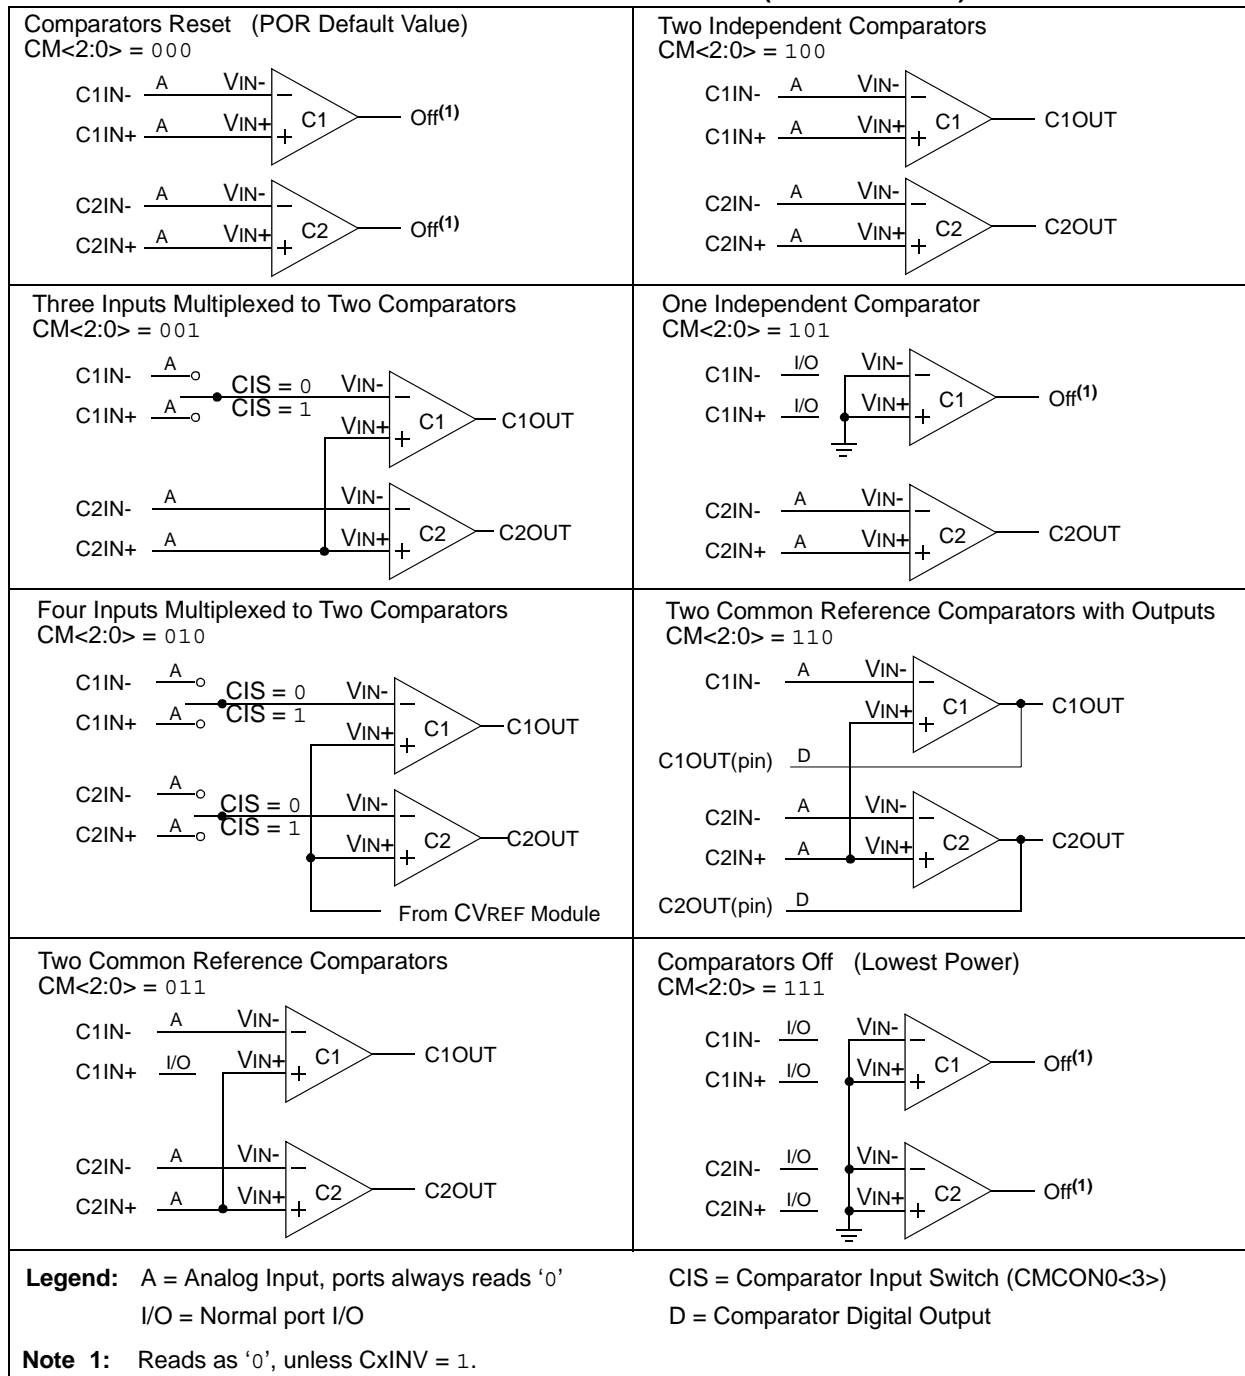 Comparators Reset (POR Default Value)
CM<2:0> = 000
C1IN- A VIN-
C1IN+ A VIN+ C1 Off(1)
C2IN- A VIN-
C2IN+ A VIN+ C2 Off(1)
Two Independent Comparators
CM<2:0> = 100
C1IN- A VIN-
C1IN+ A VIN+ C1 C1OUT
C2IN- A VIN-
C2IN+ A VIN+ C2 C2OUT
Three Inputs Multiplexed to Two Comparators
CM<2:0> = 001
C1IN- A CIS = 0 VIN-
C1IN+ A CIS = 1 VIN+ C1 C1OUT
C2IN- A VIN-
C2IN+ A VIN+ C2 C2OUT
One Independent Comparator
CM<2:0> = 101
C1IN- I/O VIN-
C1IN+ I/O VIN+ C1 Off(1)
C2IN- A VIN-
C2IN+ A VIN+ C2 C2OUT
Four Inputs Multiplexed to Two Comparators
CM<2:0> = 010
C1IN- A CIS = 0 VIN-
C1IN+ A CIS = 1 VIN+ C1 C1OUT
C2IN- A CIS = 0 VIN-
C2IN+ A CIS = 1 VIN+ C2 C2OUT
From CVREF Module
Two Common Reference Comparators with Outputs
CM<2:0> = 110
C1IN- A VIN-
VIN+ C1 C1OUT
C1OUT(pin) D
C2IN- A VIN-
C2IN+ A VIN+ C2 C2OUT
C2OUT(pin) D
Two Common Reference Comparators
CM<2:0> = 011
C1IN- A VIN-
C1IN+ I/O VIN+ C1 C1OUT
C2IN- A VIN-
C2IN+ A VIN+ C2 C2OUT
Comparators Off (Lowest Power)
CM<2:0> = 111
C1IN- I/O VIN-
C1IN+ I/O VIN+ C1 Off(1)
C2IN- I/O VIN-
C2IN+ I/O VIN+ C2 Off(1)
Legend: A = Analog Input, ports always reads ‘0’ CIS = Comparator Input Switch (CMCON0<3>)
I/O = Normal port I/O D = Comparator Digital Output
Note 1: Reads as ‘0’, unless CxINV = 1.